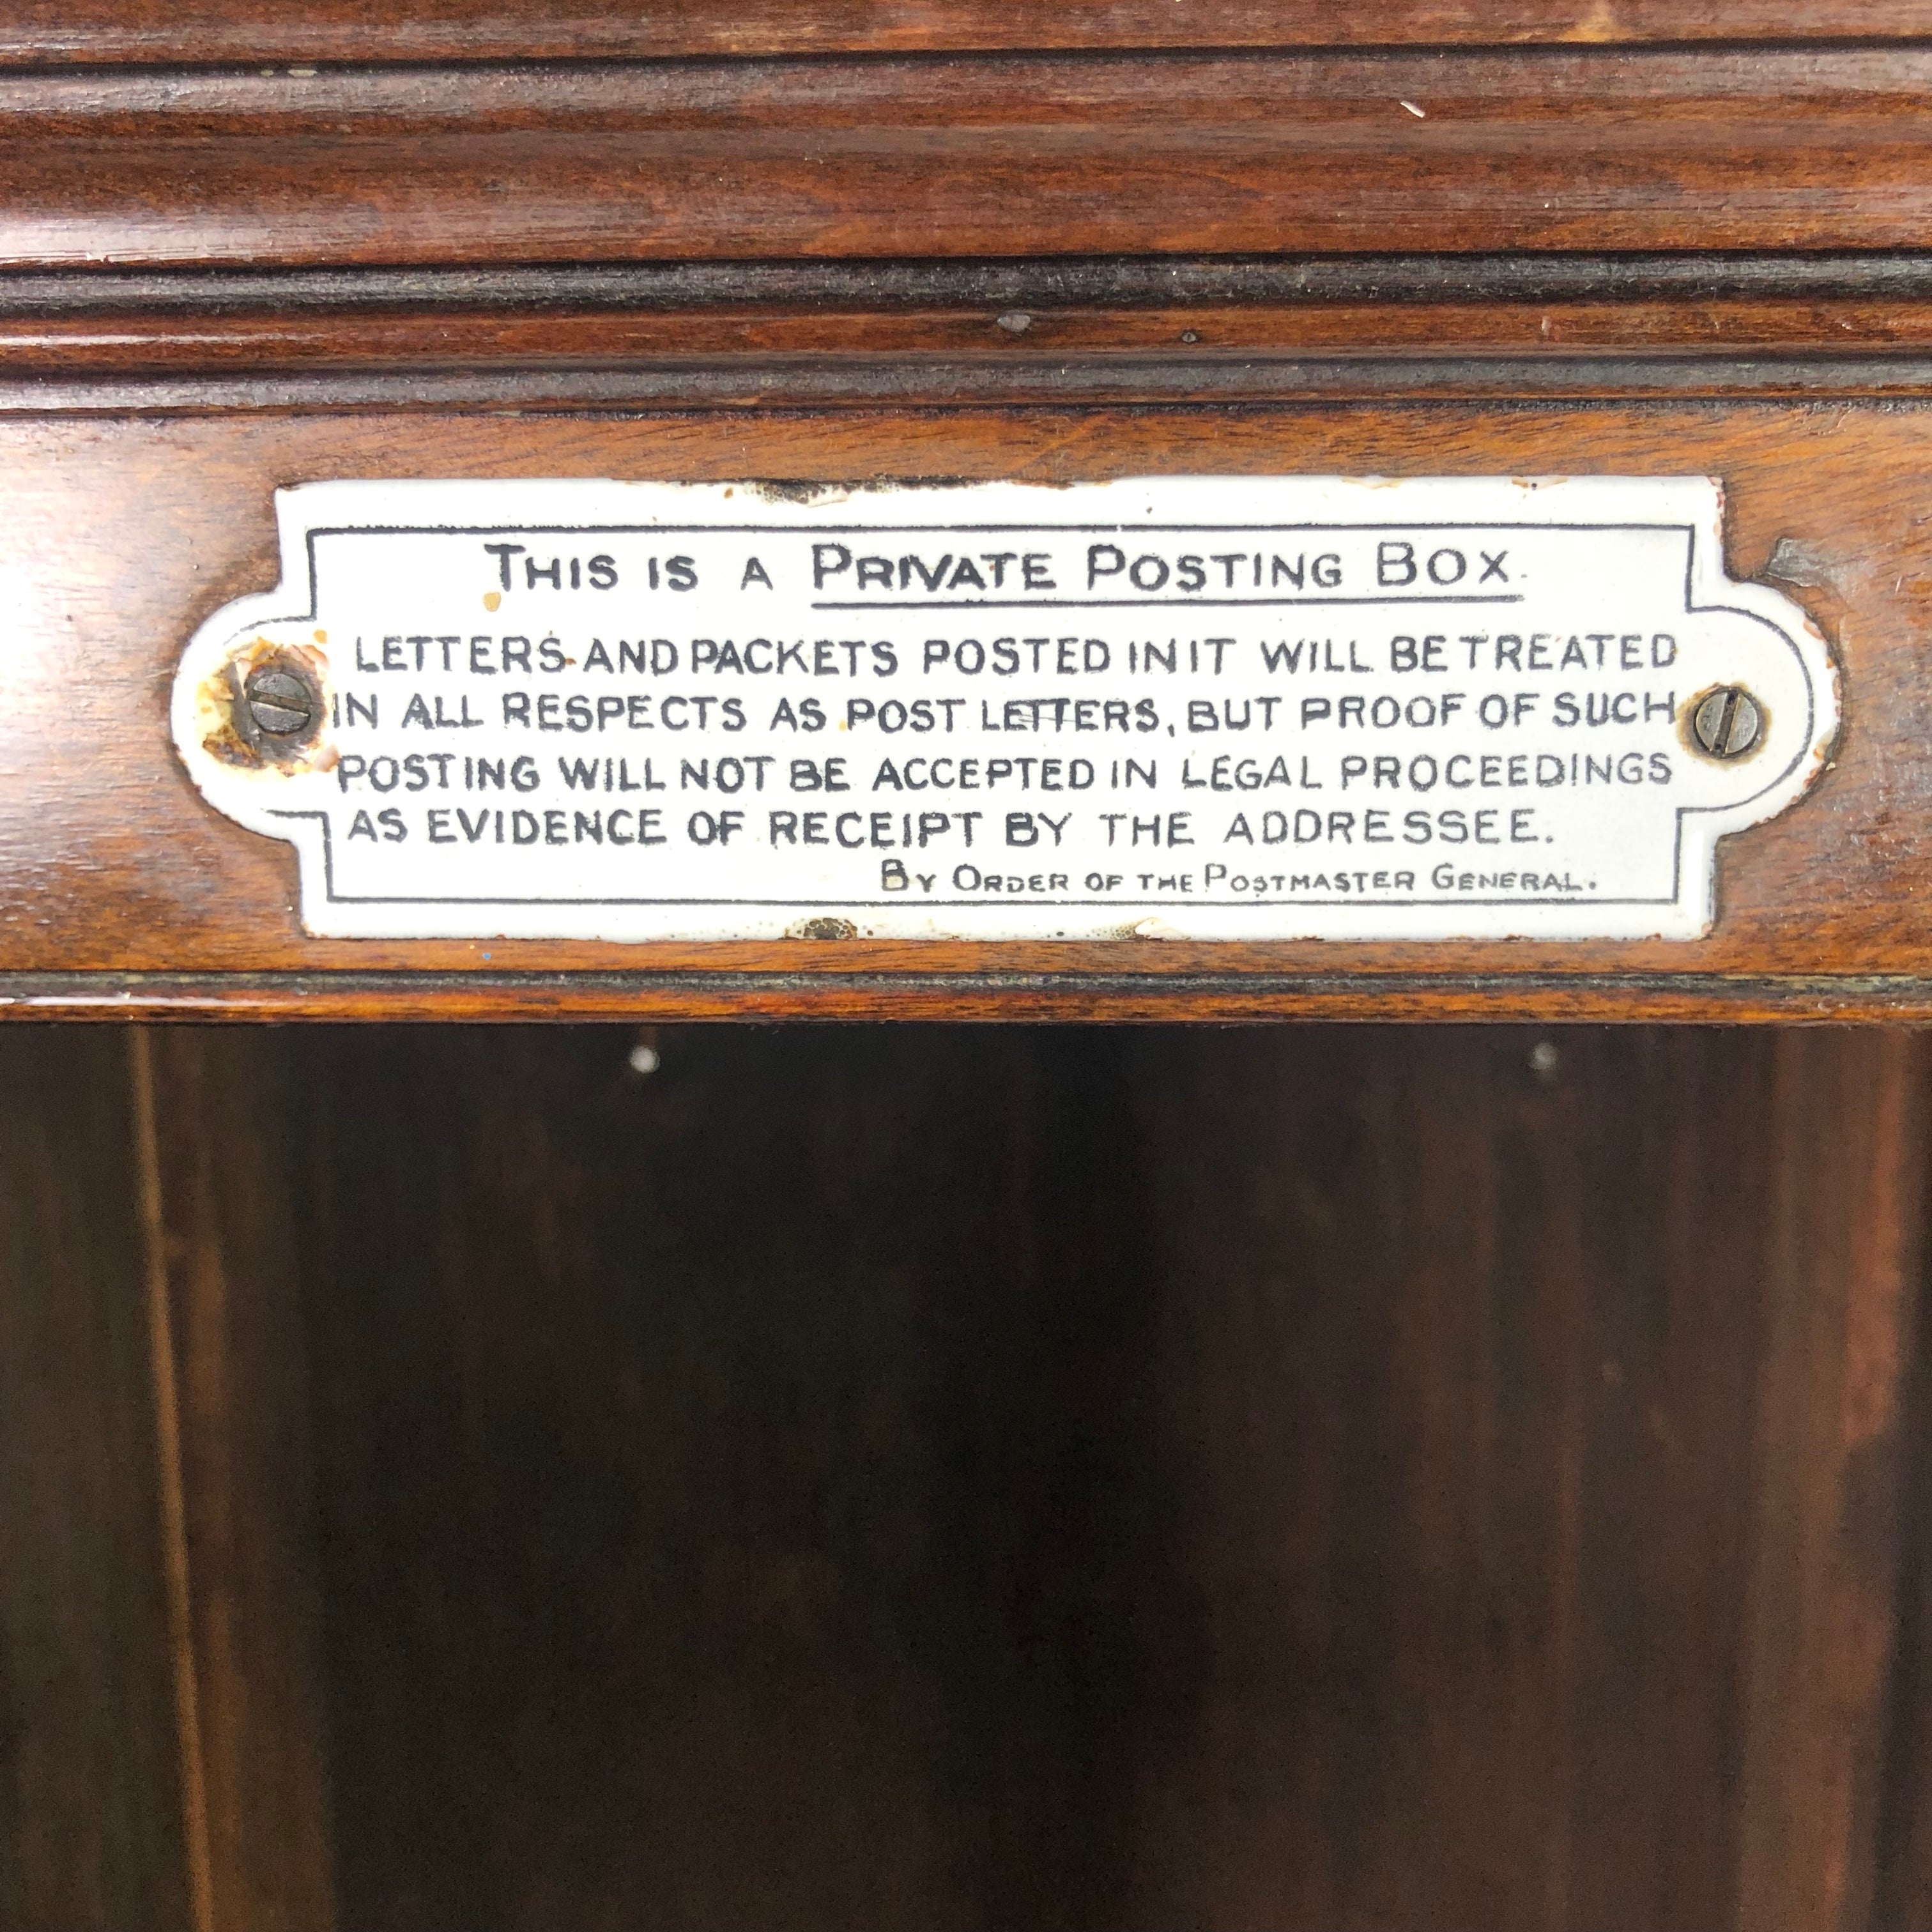 THIS IS A PRIVATE POSTING BOX.
LETTERS AND PACKETS POSTED IN IT WILL BE TREATED
IN ALL RESPECTS AS POST LETTERS, BUT PROOF OF SUCH
POSTING WILL NOT BE ACCEPTED IN LEGAL PROCEEDINGS
AS EVIDENCE OF RECEIPT BY THE ADDRESSEE.
BY ORDER OF THE POSTMASTER GENERAL.